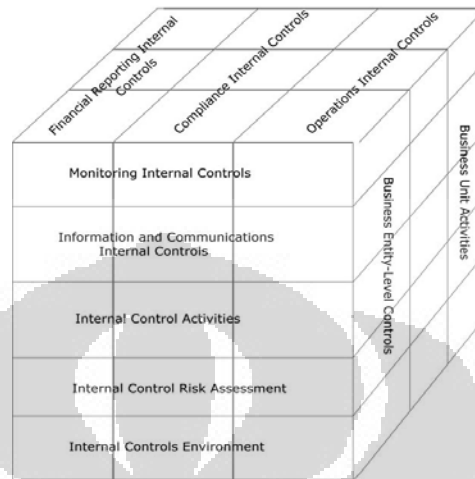 Financial Reporting Internal
Controls
Compliance Internal Controls
Operations Internal Controls
Monitoring Internal Controls
Information and Communications
Internal Controls
Internal Control Activities
Internal Control Risk Assessment
Internal Controls Environment
Business Entity-Level Controls
Business Unit Activities